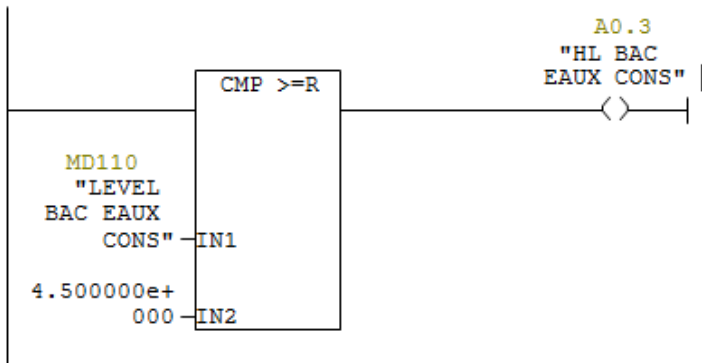 A0.3
"HL BAC
EAUX CONS"
CMP >=R
MD110
"LEVEL
BAC EAUX
CONS"
IN1
4.500000e+
000
IN2